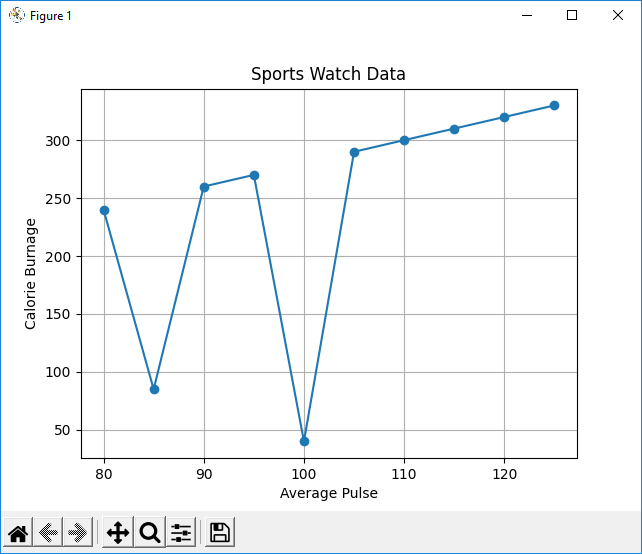 Figure 1
Sports Watch Data
Calorie Burnage
300
250
200
150
100
50
80 90 100 110 120
Average Pulse